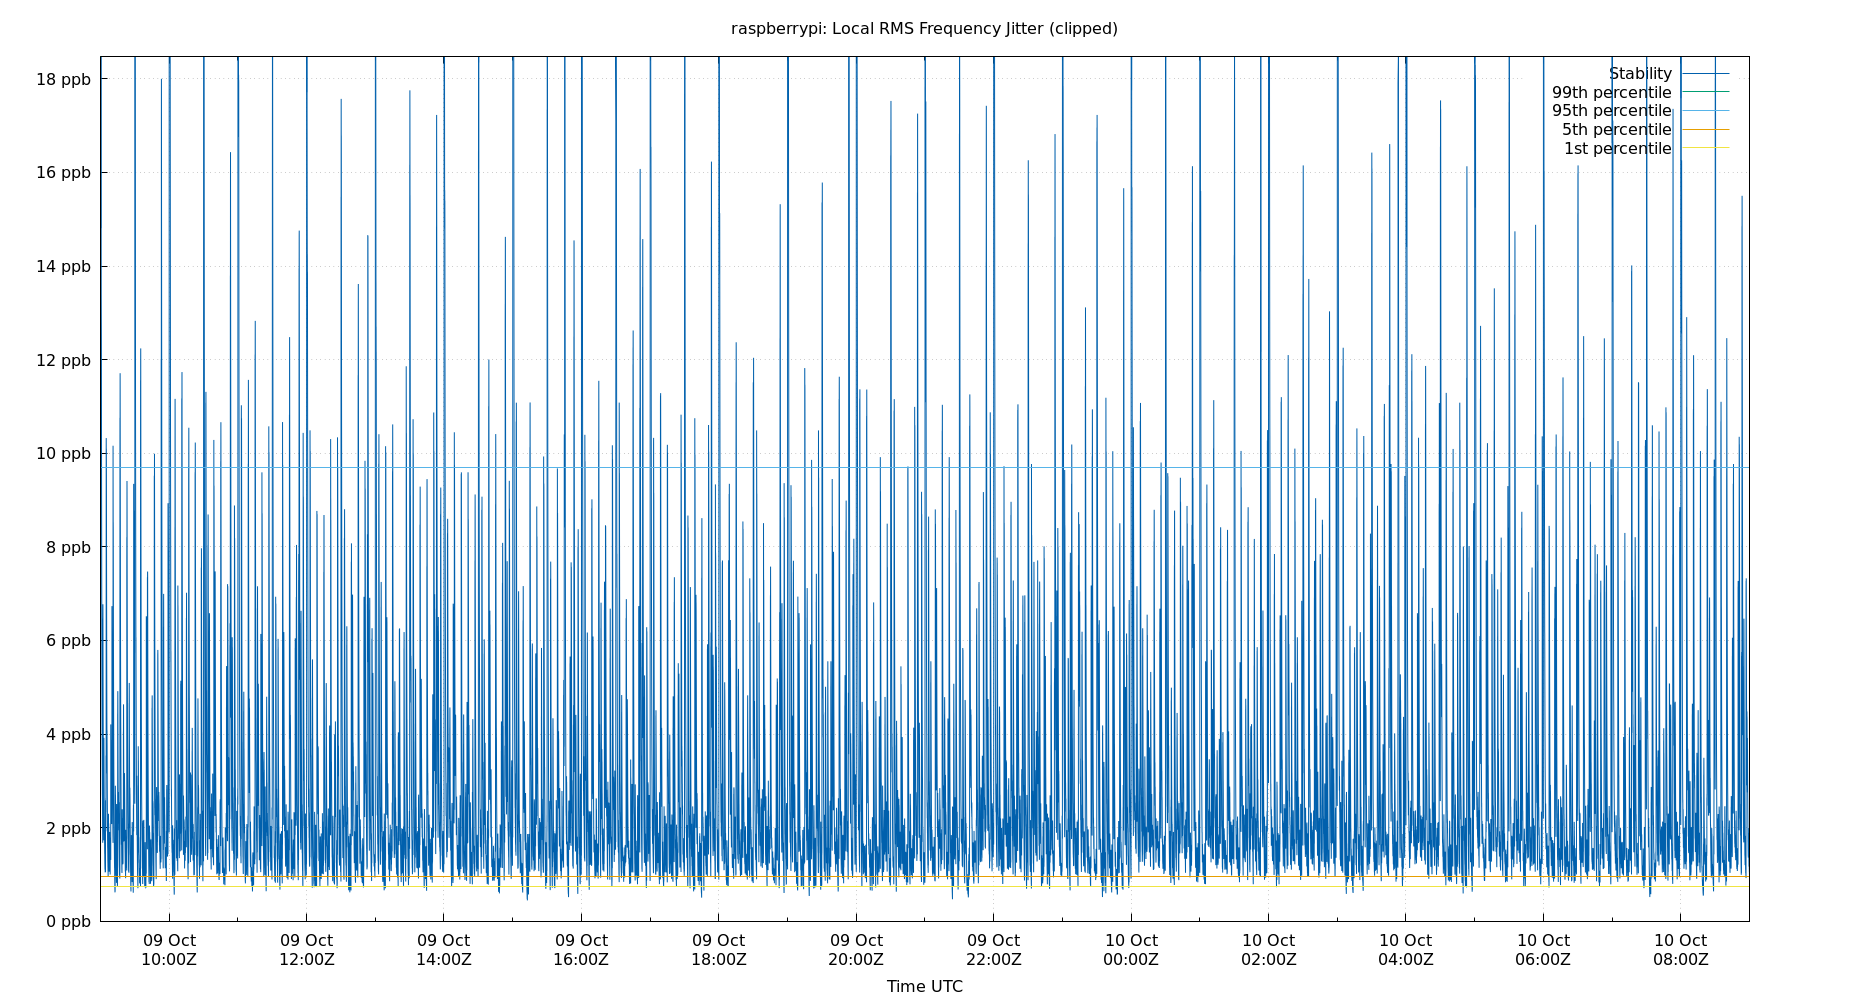 raspberrypi: Local RMS Frequency Jitter (clipped)
18 ppb
16 ppb
14 ppb
12 ppb
10 ppb
8 ppb
6 ppb
4 ppb
2 ppb
0 ppb
Stability
99th percentile
95th percentile
5th percentile
1st percentile
09 Oct 09 Oct 09 Oct 09 Oct 09 Oct 09 Oct 09 Oct 10 Oct 10 Oct 10 Oct 10 Oct 10 Oct
10:00Z 12:00Z 14:00Z 16:00Z 18:00Z 20:00Z 22:00Z 00:00Z 02:00Z 04:00Z 06:00Z 08:00Z
Time UTC